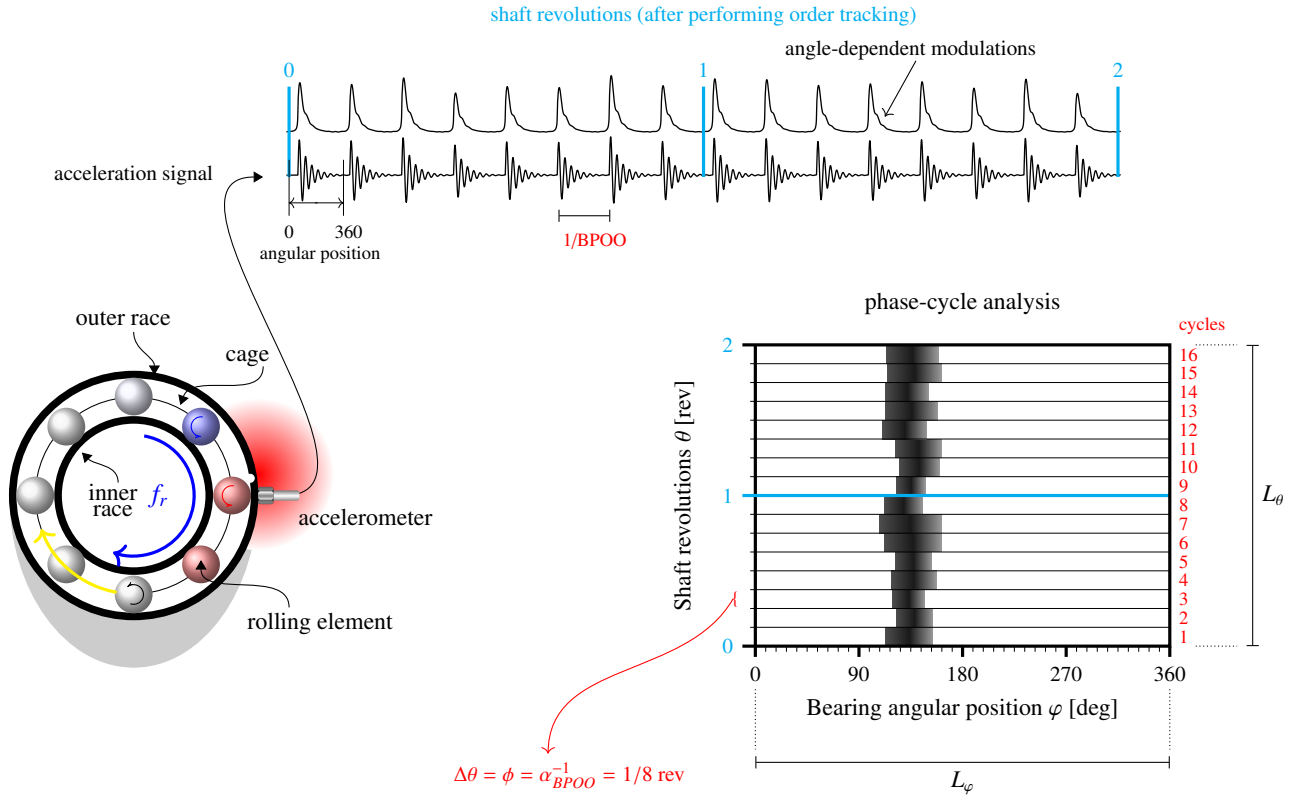 shaft revolutions (after performing order tracking)
angle-dependent modulations
0
1
2
acceleration signal
0
360
angular position
1/BPOO
phase-cycle analysis
outer race
cage
inner
race
f_r
accelerometer
rolling element
cycles
2
1
0
Shaft revolutions θ [rev]
16
15
14
13
12
11
10
9
8
7
6
5
4
3
2
1
L_θ
0
90
180
270
360
Bearing angular position φ [deg]
Δθ = ϕ = α_{BPOO}^{-1} = 1/8 rev
L_φ